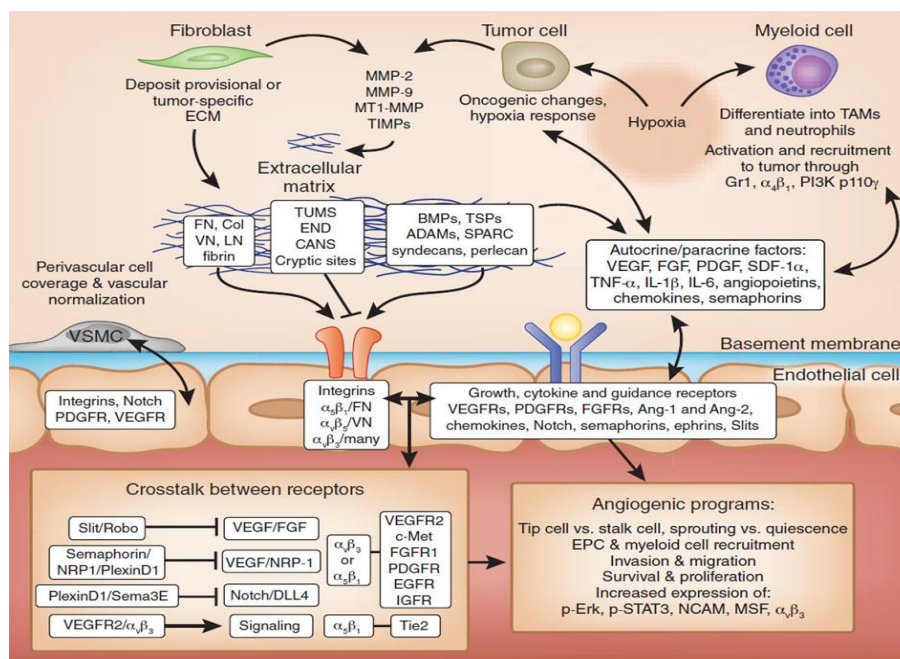 Fibroblast
Tumor cell
Myeloid cell
Deposit provisional or
tumor-specific
ECM
MMP-2
MMP-9
MT1-MMP
TIMPs
Oncogenic changes,
hypoxia response
Hypoxia
Differentiate into TAMs
and neutrophils
Activation and recruitment
to tumor through
Gr1, α₄β₁, PI3K p110γ
Extracellular
matrix
FN, Col
VN, LN
fibrin
TUMS
END
CANS
Cryptic sites
BMPs, TSPs
ADAMs, SPARC
syndecans, perlecan
Autocrine/paracrine factors:
VEGF, FGF, PDGF, SDF-1α,
TNF-α, IL-1β, IL-6, angiopoietins,
chemokines, semaphorins
Perivascular cell
coverage & vascular
normalization
VSMC
Basement membrane
Endothelial cell
Integrins, Notch
PDGFR, VEGFR
Integrins
α₅β₁/FN
αᵥβ₅/VN
αᵥβ₃/many
Growth, cytokine and guidance receptors
VEGFRs, PDGFRs, FGFRs, Ang-1 and Ang-2,
chemokines, Notch, semaphorins, ephrins, Slits
Crosstalk between receptors
Slit/Robo
VEGF/FGF
Semaphorin/
NRP1/PlexinD1
VEGF/NRP-1
PlexinD1/Sema3E
Notch/DLL4
VEGFR2/αᵥβ₃
Signaling
αᵥβ₃
or
α₅β₁
VEGFR2
c-Met
FGFR1
PDGFR
EGFR
IGFR
α₅β₁
Tie2
Angiogenic programs:
Tip cell vs. stalk cell, sprouting vs. quiescence
EPC & myeloid cell recruitment
Invasion & migration
Survival & proliferation
Increased expression of:
p-Erk, p-STAT3, NCAM, MSF, αᵥβ₃